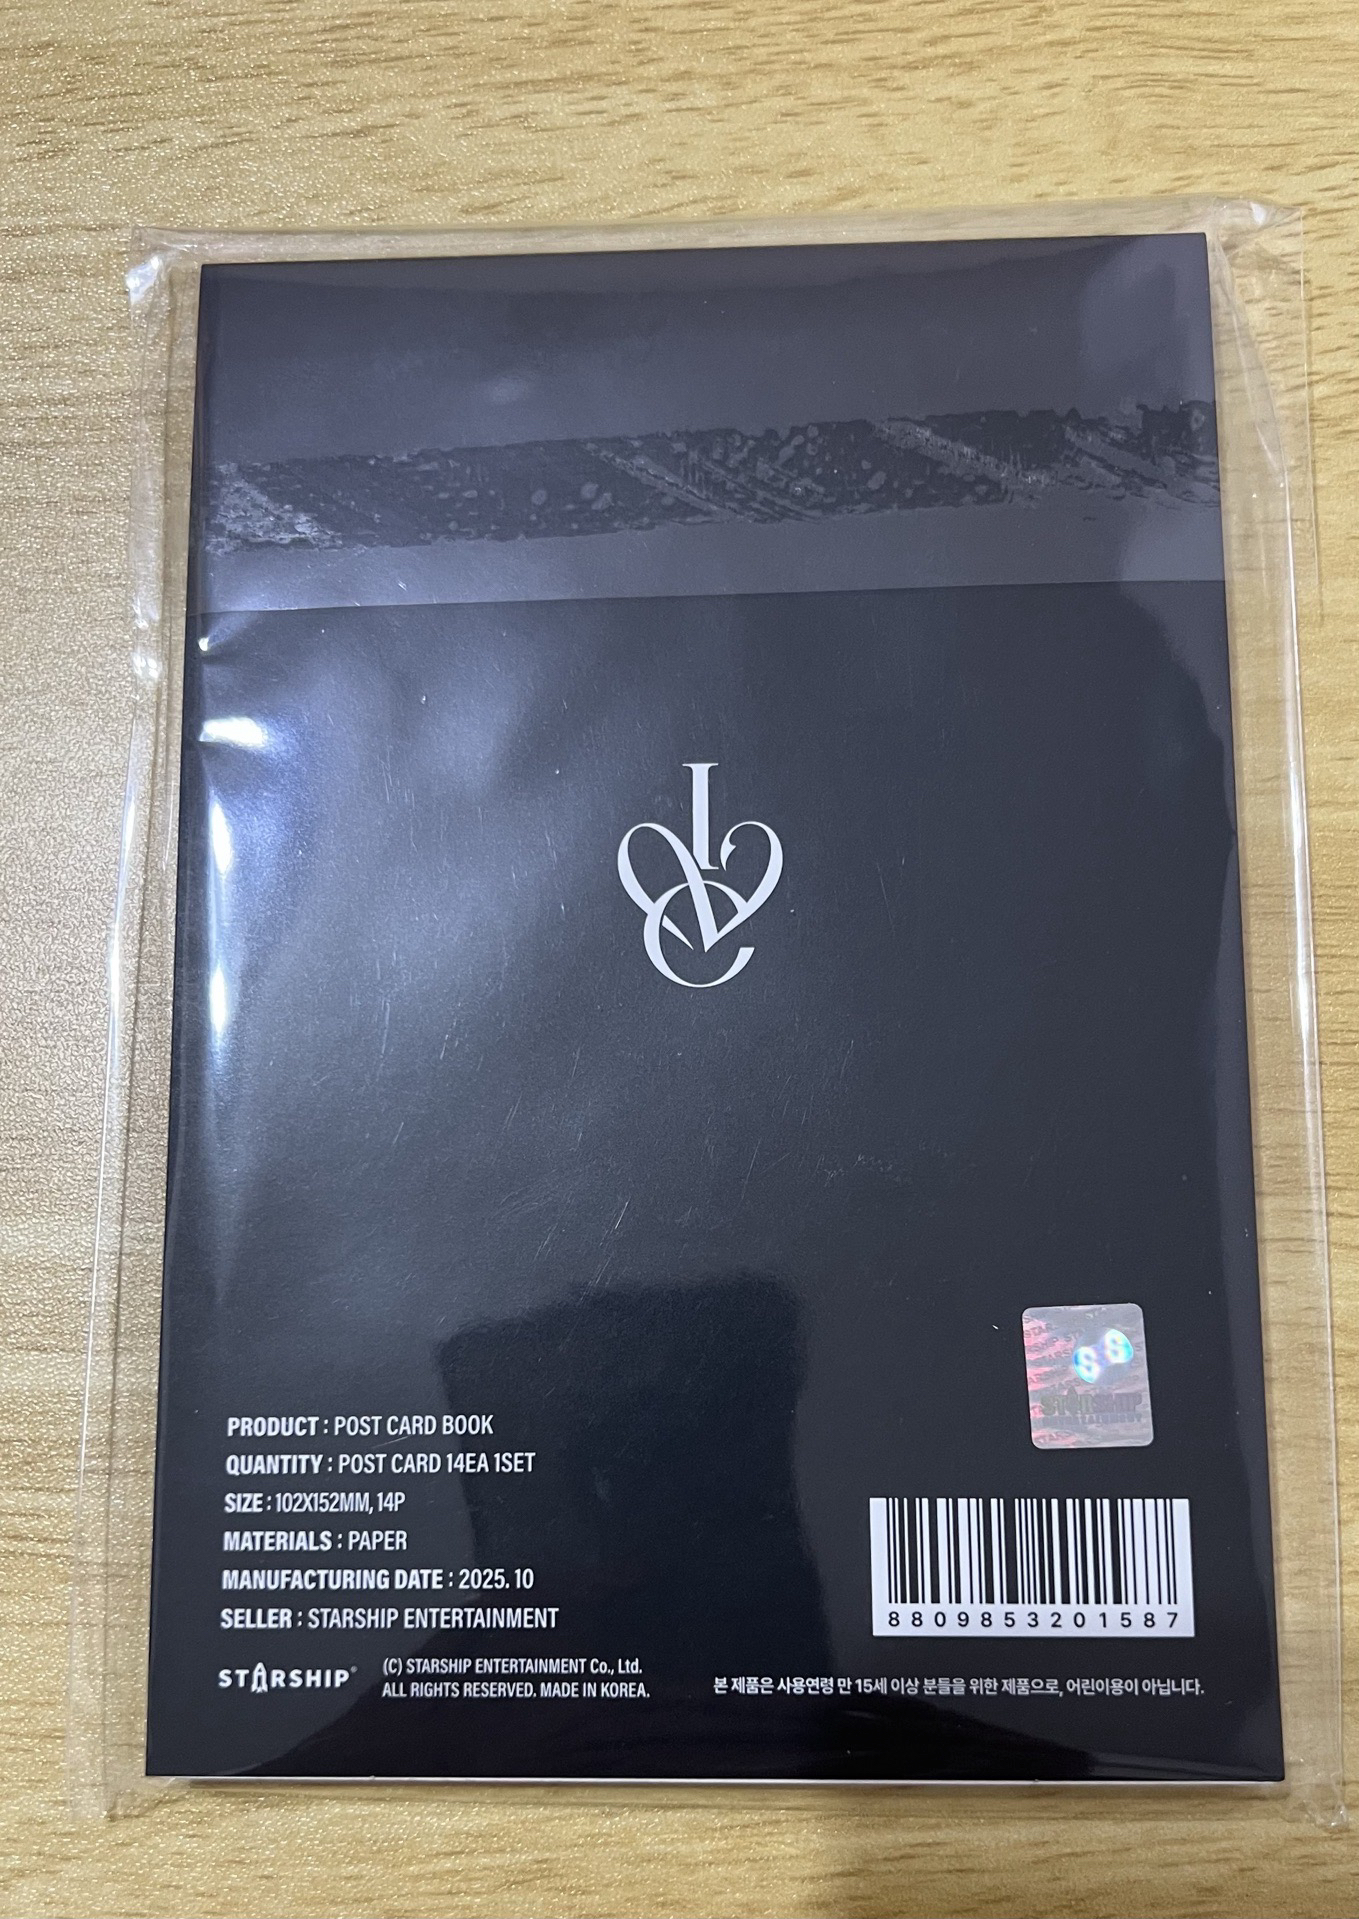 PRODUCT : POST CARD BOOK
QUANTITY : POST CARD 14EA 1SET
SIZE : 102X152MM, 14P
MATERIALS : PAPER
MANUFACTURING DATE : 2025. 10
SELLER : STARSHIP ENTERTAINMENT
STARSHIP
(C) STARSHIP ENTERTAINMENT Co., Ltd.
ALL RIGHTS RESERVED. MADE IN KOREA.
SS
STARSHIP
ENTERTAINMENT
8809853201587
본 제품은 사용연령 만 15세 이상 분들을 위한 제품으로, 어린이용이 아닙니다.